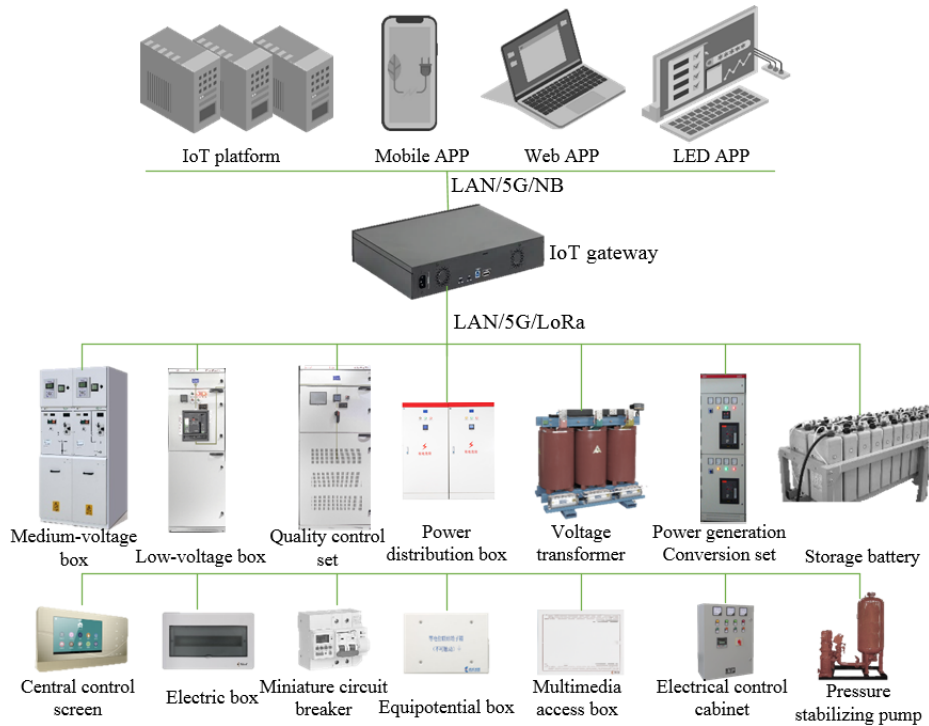 IoT platform
Mobile APP
Web APP
LED APP
LAN/5G/NB
IoT gateway
LAN/5G/LoRa
Medium-voltage
box
Low-voltage box
Quality control
set
Power
distribution box
Voltage
transformer
Power generation
Conversion set
Storage battery
Central control
screen
Electric box
Miniature circuit
breaker
Equipotential box
Multimedia
access box
Electrical control
cabinet
Pressure
stabilizing pump